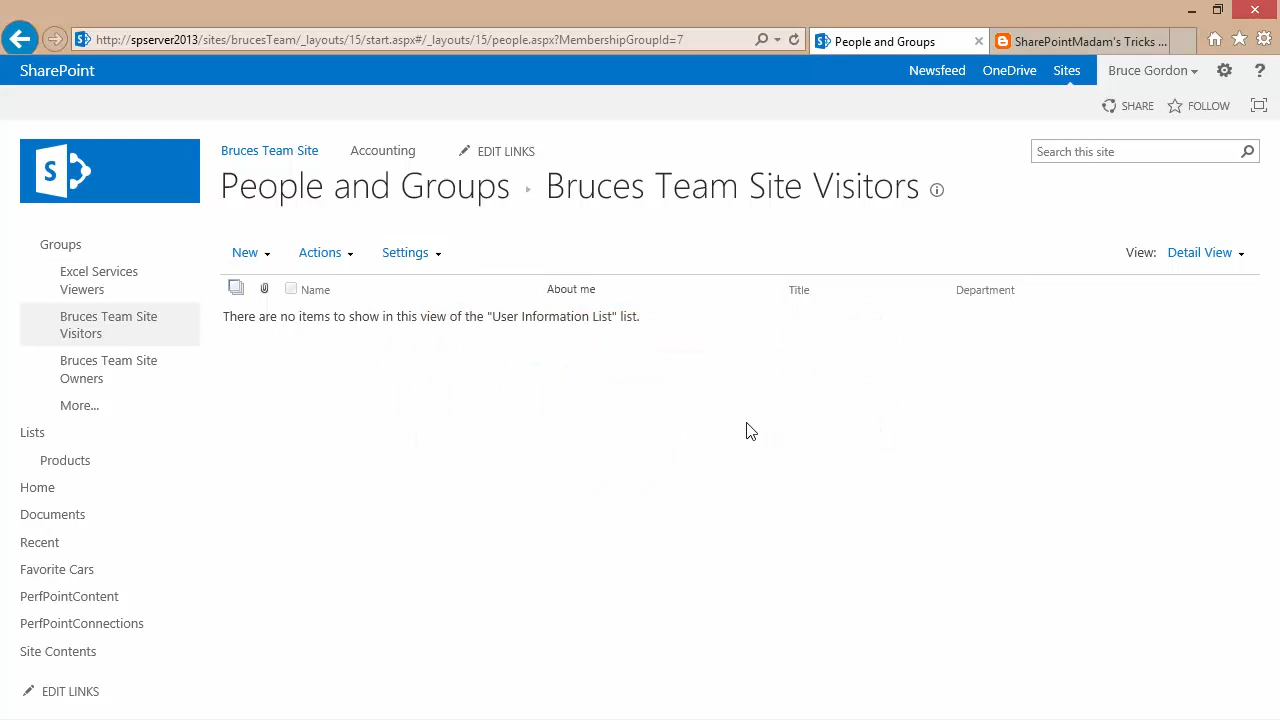 http://spserver2013/sites/brucesTeam/_layouts/15/start.aspx#/_layouts/15/people.aspx?MembershipGroupId=7
People and Groups
SharePointMadam's Tricks ...
SharePoint
Newsfeed
OneDrive
Sites
Bruce Gordon
?
SHARE
FOLLOW
S
Bruces Team Site
Accounting
EDIT LINKS
Search this site
People and Groups ▸ Bruces Team Site Visitors
Groups
Excel Services
Viewers
Bruces Team Site
Visitors
Bruces Team Site
Owners
More...
Lists
Products
Home
Documents
Recent
Favorite Cars
PerfPointContent
PerfPointConnections
Site Contents
EDIT LINKS
New
Actions
Settings
View: Detail View
Name
About me
Title
Department
There are no items to show in this view of the "User Information List" list.